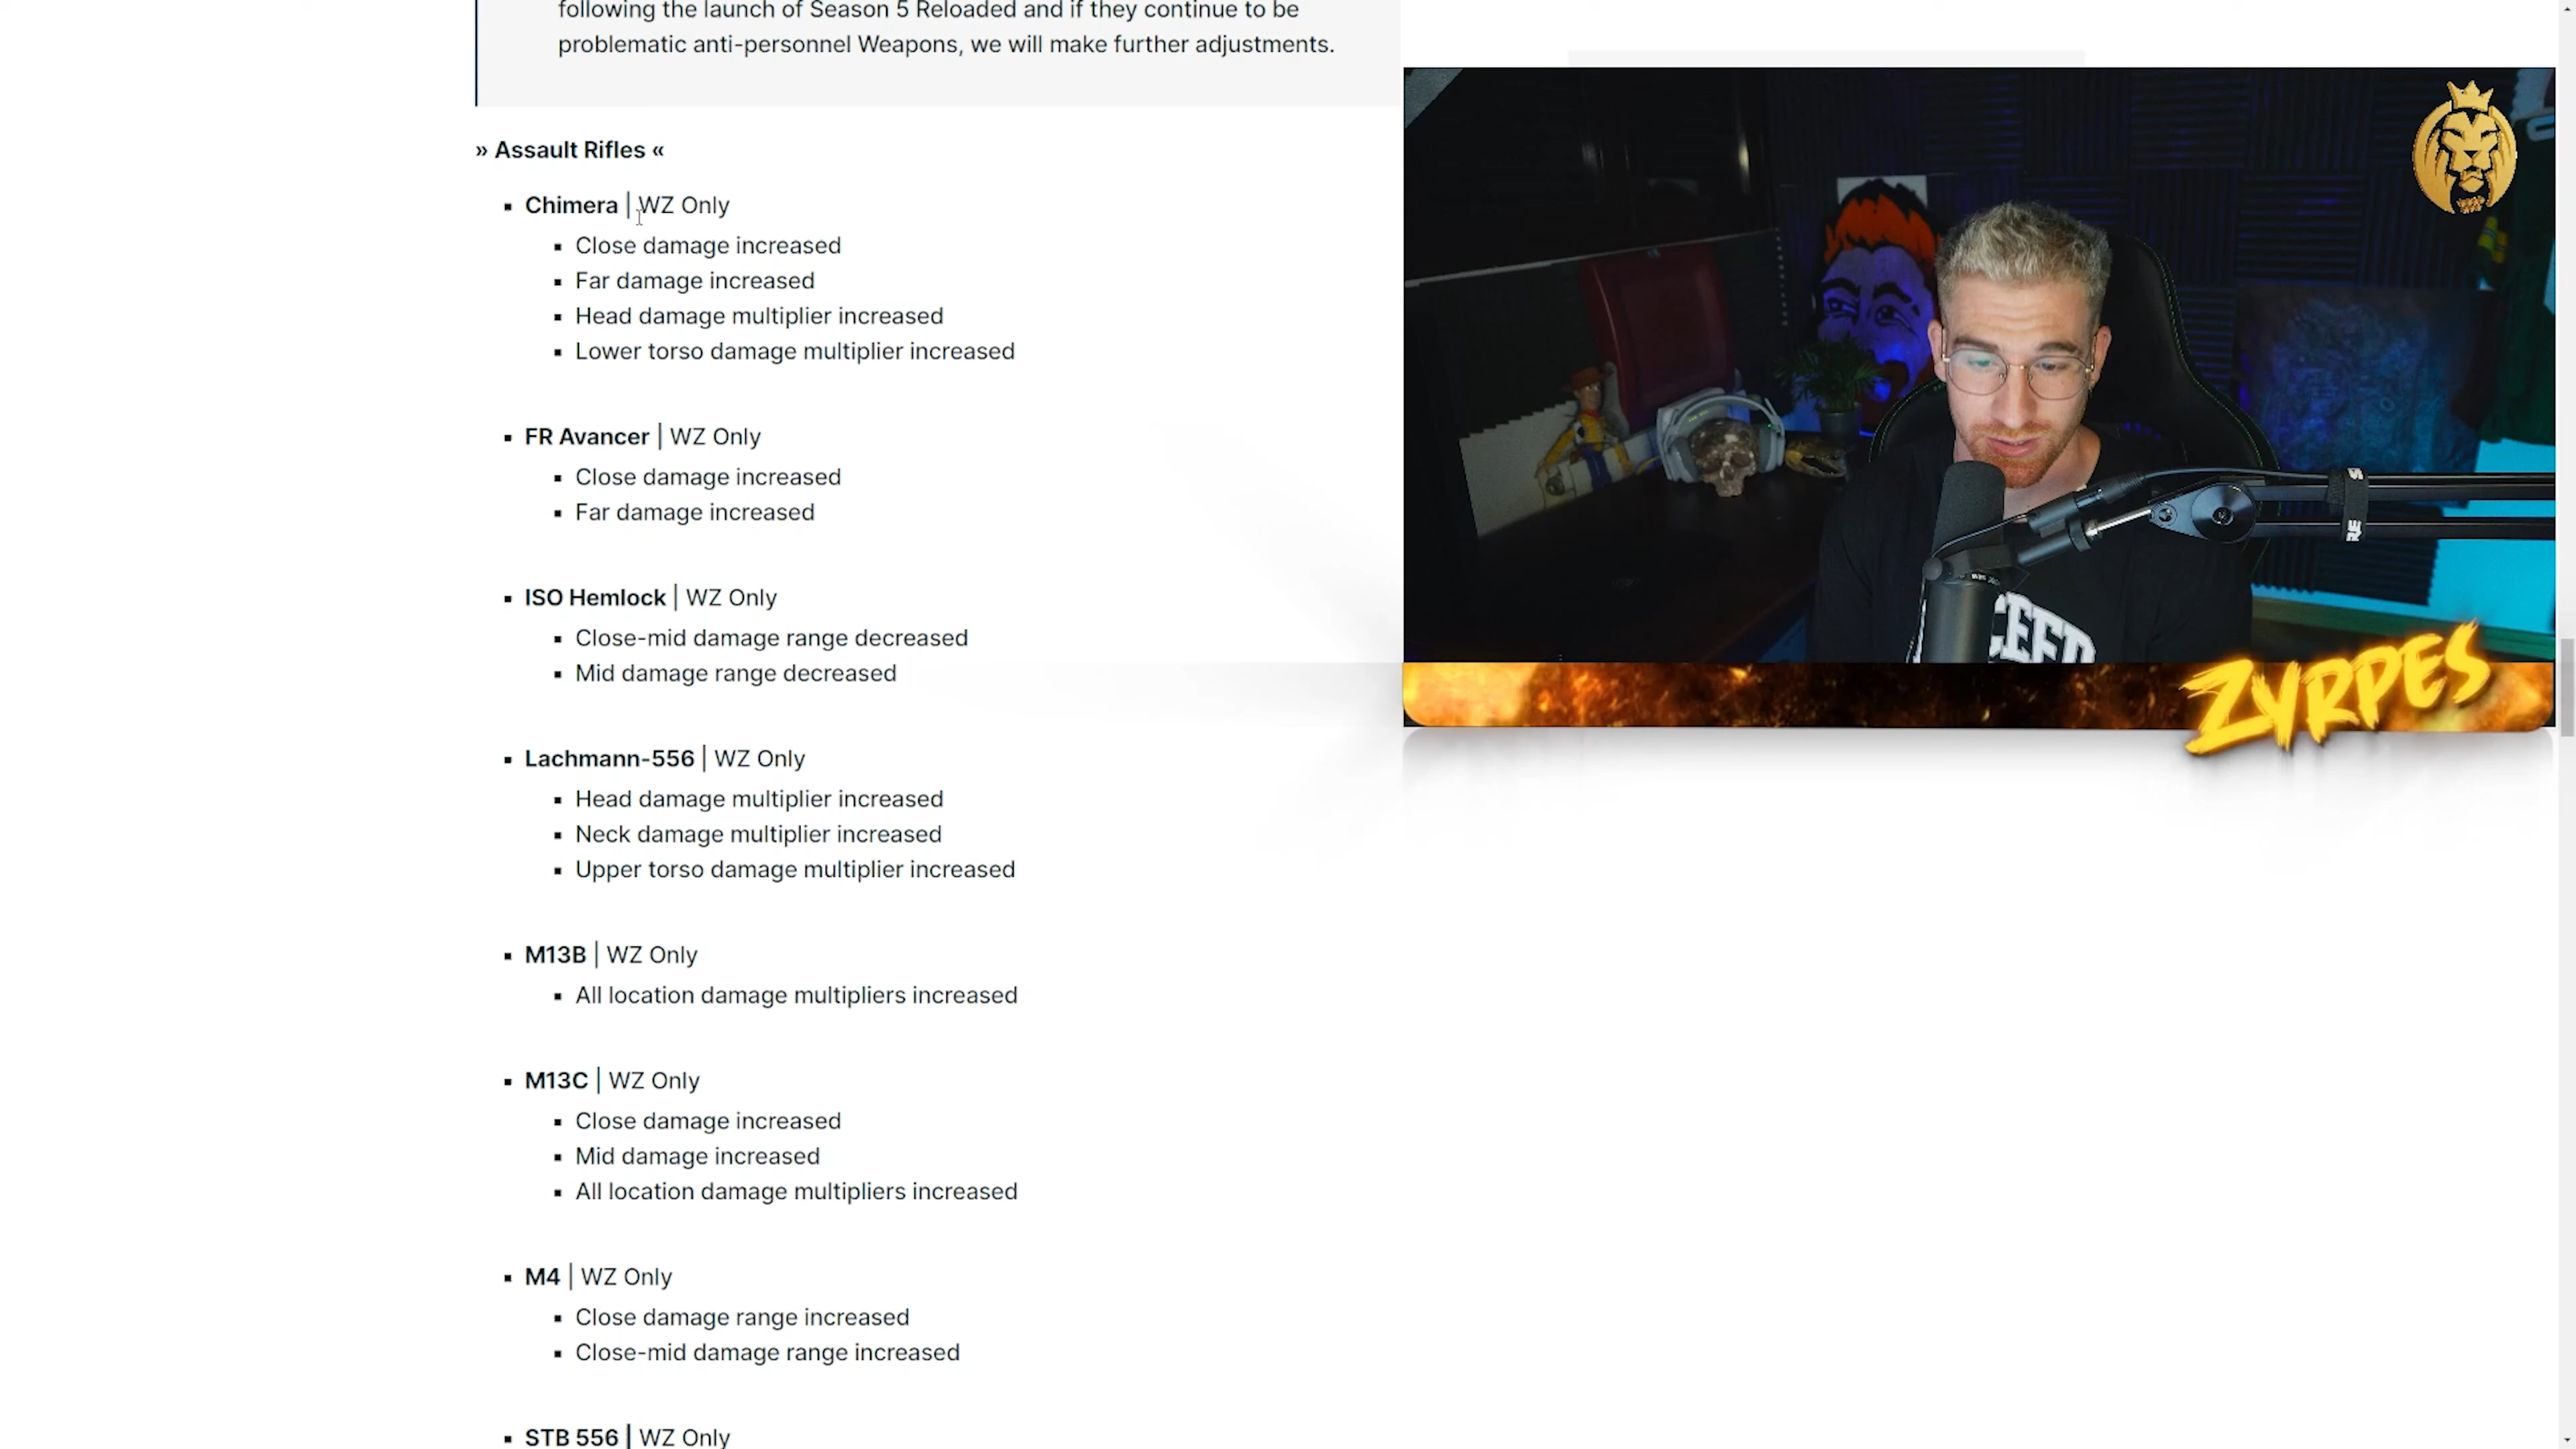 following the launch of Season 5 Reloaded and if they continue to be
problematic anti-personnel Weapons, we will make further adjustments.
» Assault Rifles «
Chimera | WZ Only
Close damage increased
Far damage increased
Head damage multiplier increased
Lower torso damage multiplier increased
FR Avancer | WZ Only
Close damage increased
Far damage increased
ISO Hemlock | WZ Only
Close-mid damage range decreased
Mid damage range decreased
Lachmann-556 | WZ Only
Head damage multiplier increased
Neck damage multiplier increased
Upper torso damage multiplier increased
M13B | WZ Only
All location damage multipliers increased
M13C | WZ Only
Close damage increased
Mid damage increased
All location damage multipliers increased
M4 | WZ Only
Close damage range increased
Close-mid damage range increased
STB 556 | WZ Only
ZYRPES